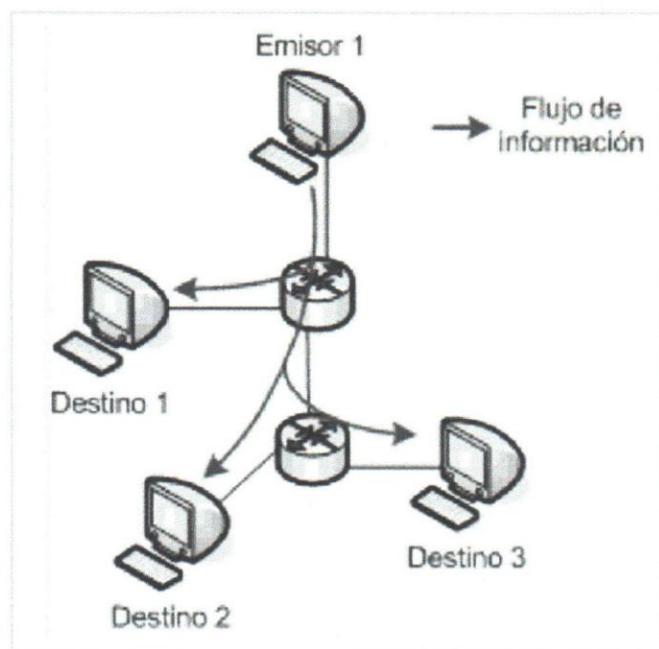 Emisor 1
Flujo de
información
Destino 1
Destino 3
Destino 2